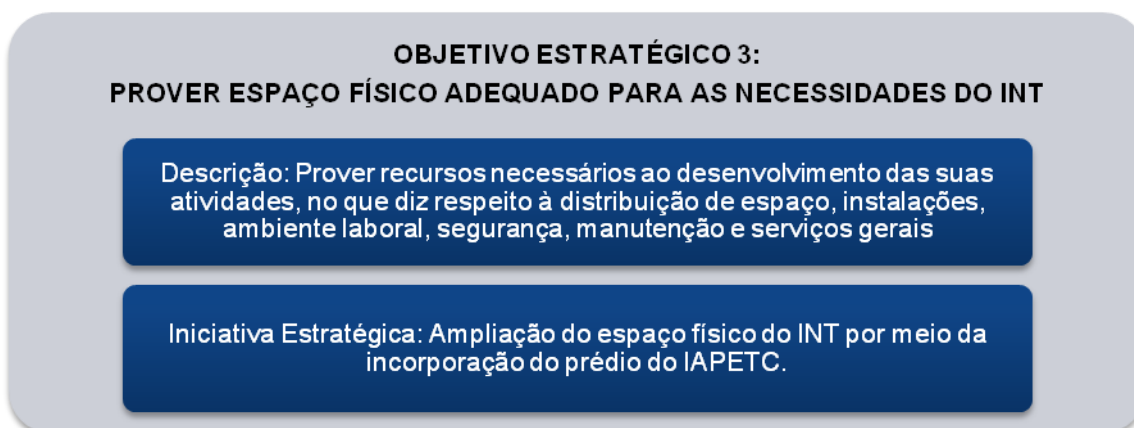 OBJETIVO ESTRATÉGICO 3:
PROVER ESPAÇO FÍSICO ADEQUADO PARA AS NECESSIDADES DO INT
Descrição: Prover recursos necessários ao desenvolvimento das suas
atividades, no que diz respeito à distribuição de espaço, instalações,
ambiente laboral, segurança, manutenção e serviços gerais
Iniciativa Estratégica: Ampliação do espaço físico do INT por meio da
incorporação do prédio do IAPETC.